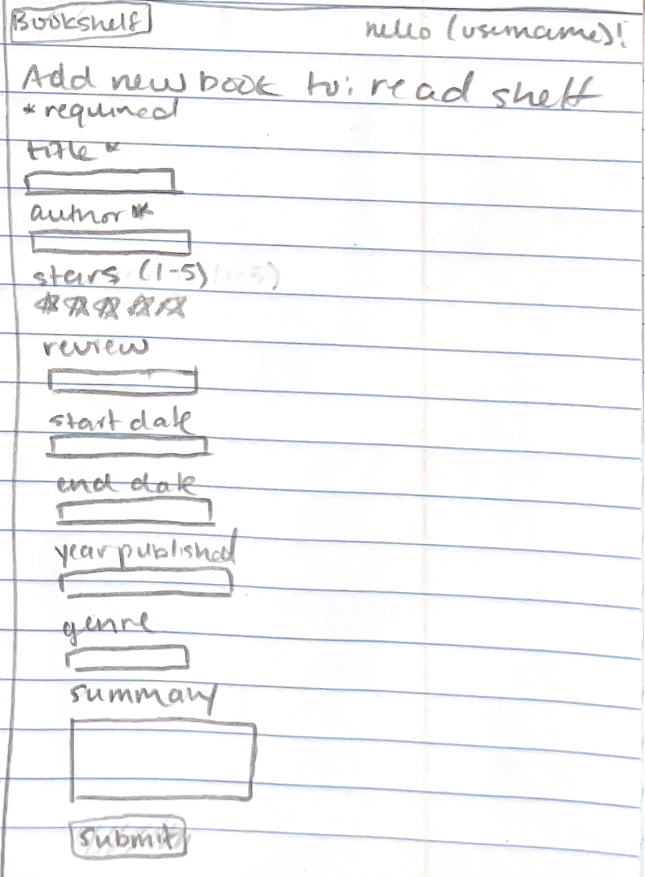 Bookshelf hello (username)!
Add new book to: read shelf
*required
title *
author *
stars (1-5) (1-5)
review
start date
end date
year published
genre
summary
submit